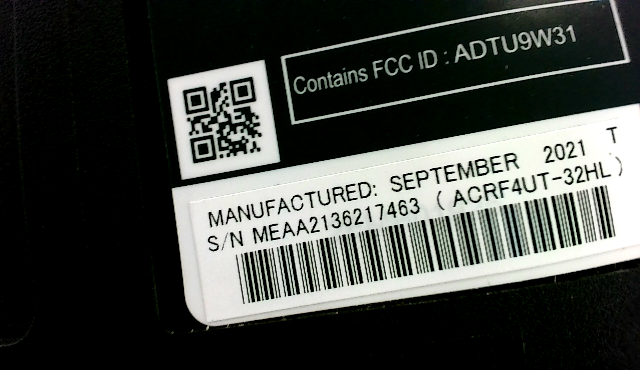 Contains FCC ID : ADTU9W31
MANUFACTURED: SEPTEMBER 2021 T
S/N MEAA2136217463 (ACRF4UT-32HL)